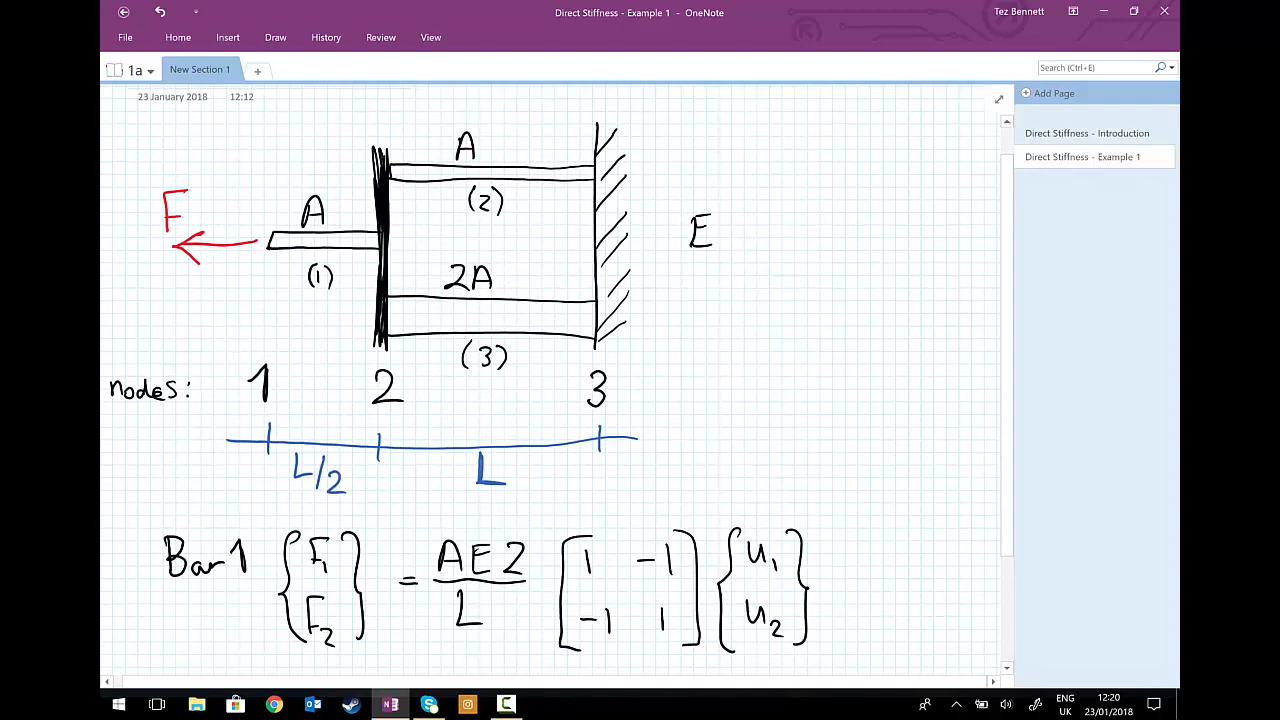 Direct Stiffness - Example 1 - OneNote
Tez Bennett
File Home Insert Draw History Review View
1a
New Section 1
Search (Ctrl+E)
23 January 2018 12:12
Add Page
Direct Stiffness - Introduction
Direct Stiffness - Example 1
A
(2)
F
A
E
(1)
2A
(3)
nodes: 1 2 3
L/2 L
Bar 1 {F1 F2} = AE2/L [1 -1 -1 1] {u1 u2}
ENG
UK
12:20
23/01/2018